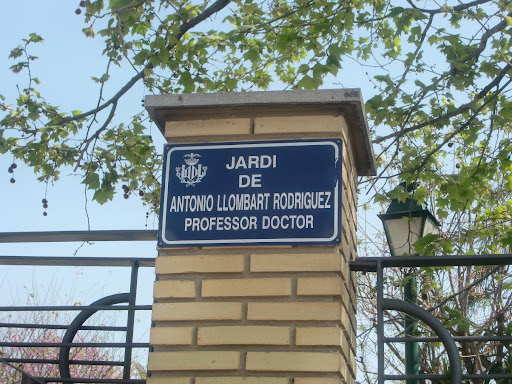 JARDI
DE
ANTONIO LLOMBART RODRIGUEZ
PROFESSOR DOCTOR